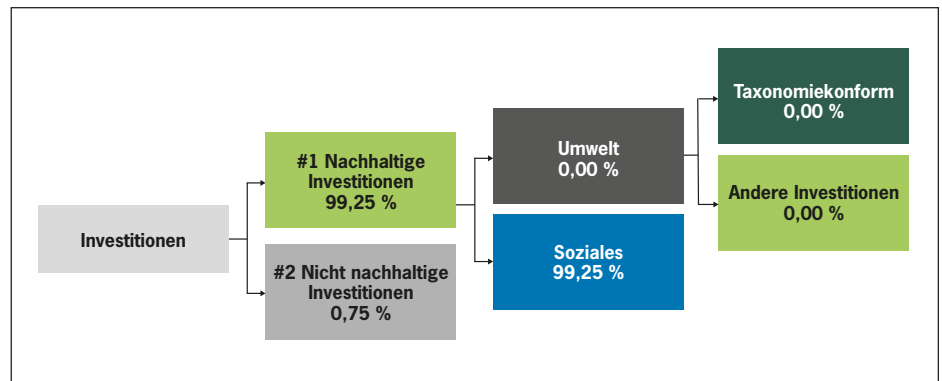 Investitionen
#1 Nachhaltige
Investitionen
99,25 %
#2 Nicht nachhaltige
Investitionen
0,75 %
Umwelt
0,00 %
Soziales
99,25 %
Taxonomiekonform
0,00 %
Andere Investitionen
0,00 %